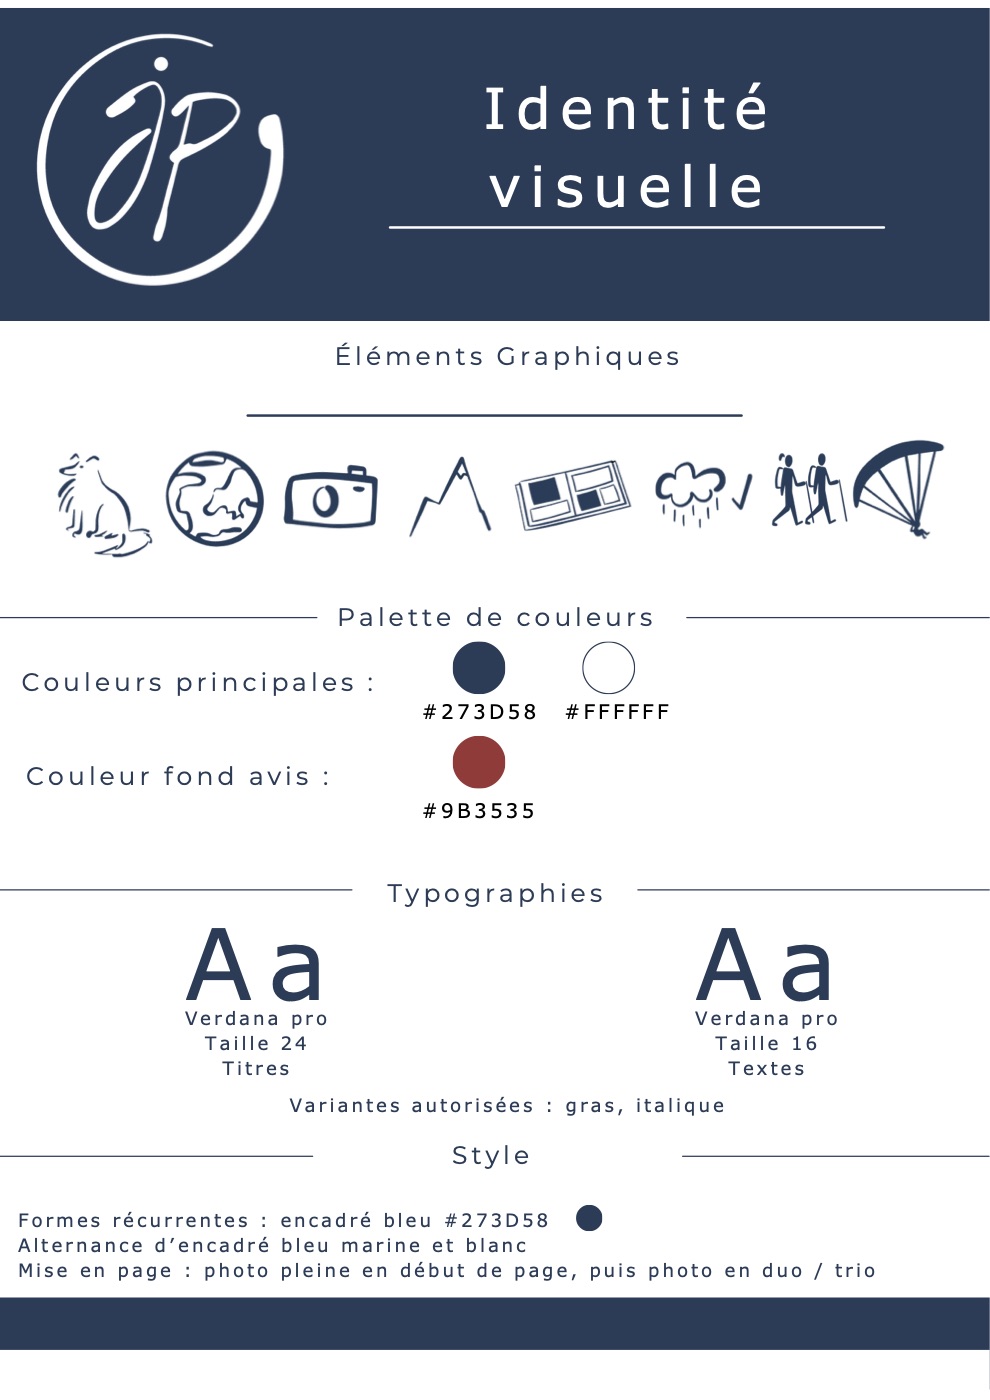 jp
Identité
visuelle
Éléments Graphiques
Palette de couleurs
Couleurs principales :
#273D58 #FFFFFF
Couleur fond avis :
#9B3535
Typographies
Aa Aa
Verdana pro Verdana pro
Taille 24 Taille 16
Titres Textes
Variantes autorisées : gras, italique
Style
Formes récurrentes : encadré bleu #273D58
Alternance d’encadré bleu marine et blanc
Mise en page : photo pleine en début de page, puis photo en duo / trio